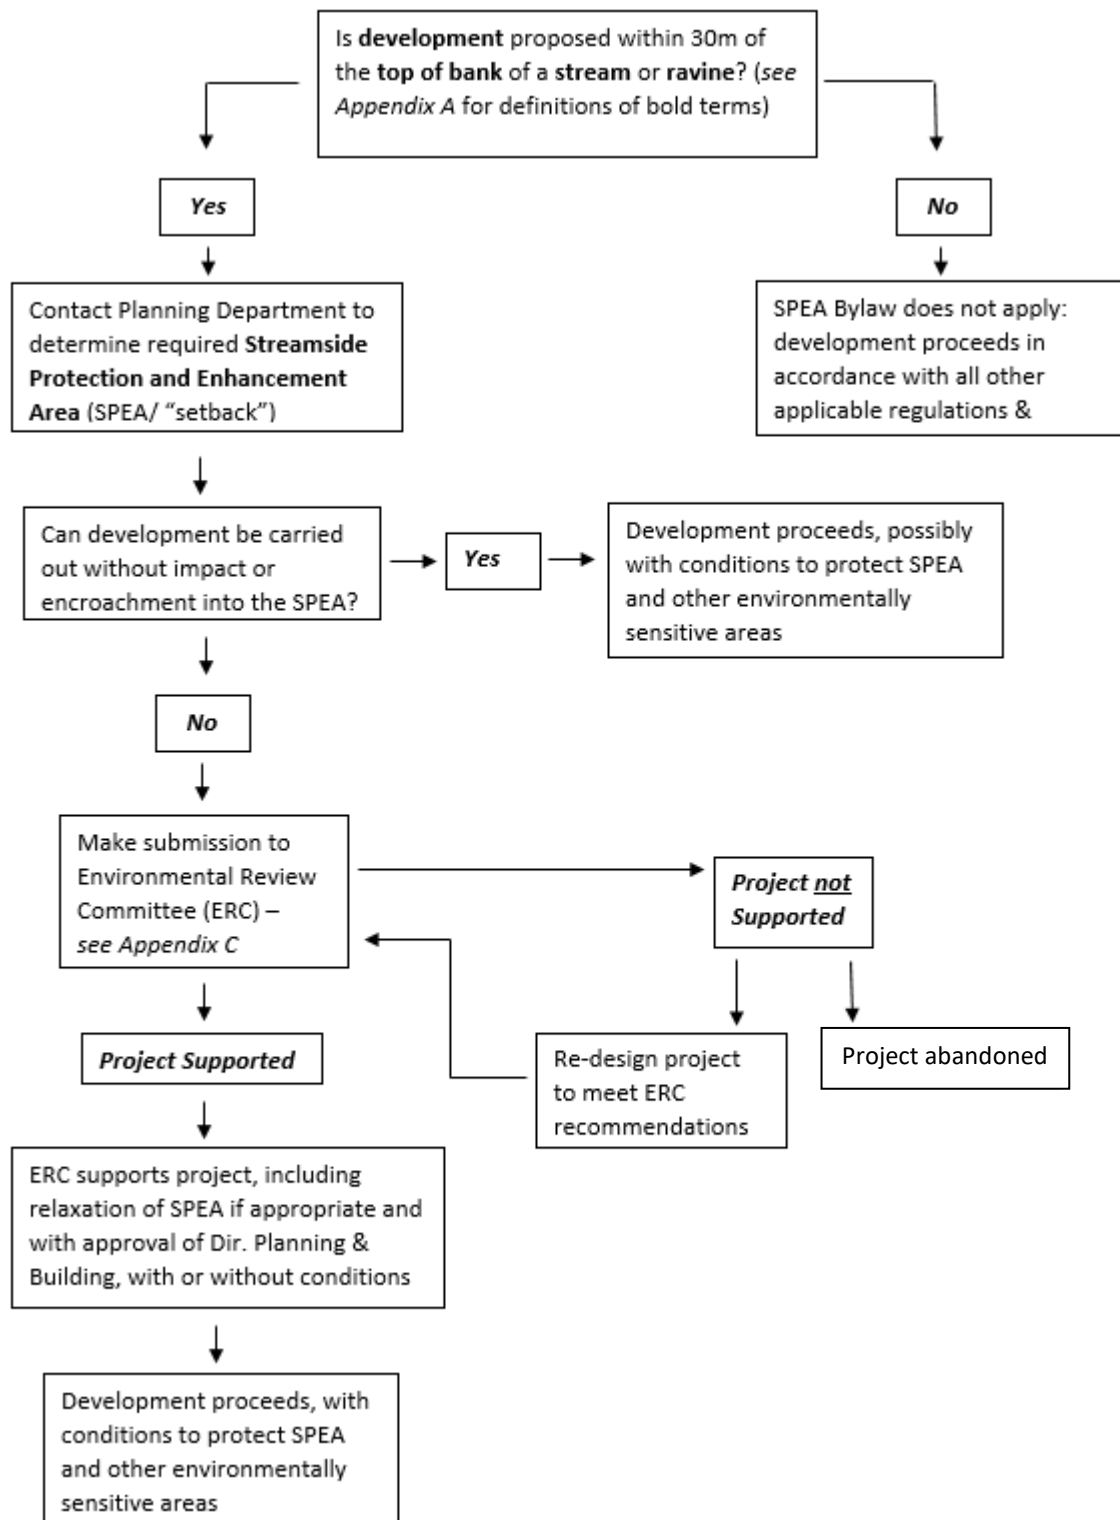 Is development proposed within 30m of
the top of bank of a stream or ravine? (see
Appendix A for definitions of bold terms)
Yes
No
Contact Planning Department to
determine required Streamside
Protection and Enhancement
Area (SPEA/ “setback”)
SPEA Bylaw does not apply:
development proceeds in
accordance with all other
applicable regulations &
Can development be carried
out without impact or
encroachment into the SPEA?
Yes
Development proceeds, possibly
with conditions to protect SPEA
and other environmentally
sensitive areas
No
Make submission to
Environmental Review
Committee (ERC) –
see Appendix C
Project not
Supported
Project Supported
Re-design project
to meet ERC
recommendations
Project abandoned
ERC supports project, including
relaxation of SPEA if appropriate and
with approval of Dir. Planning &
Building, with or without conditions
Development proceeds, with
conditions to protect SPEA
and other environmentally
sensitive areas